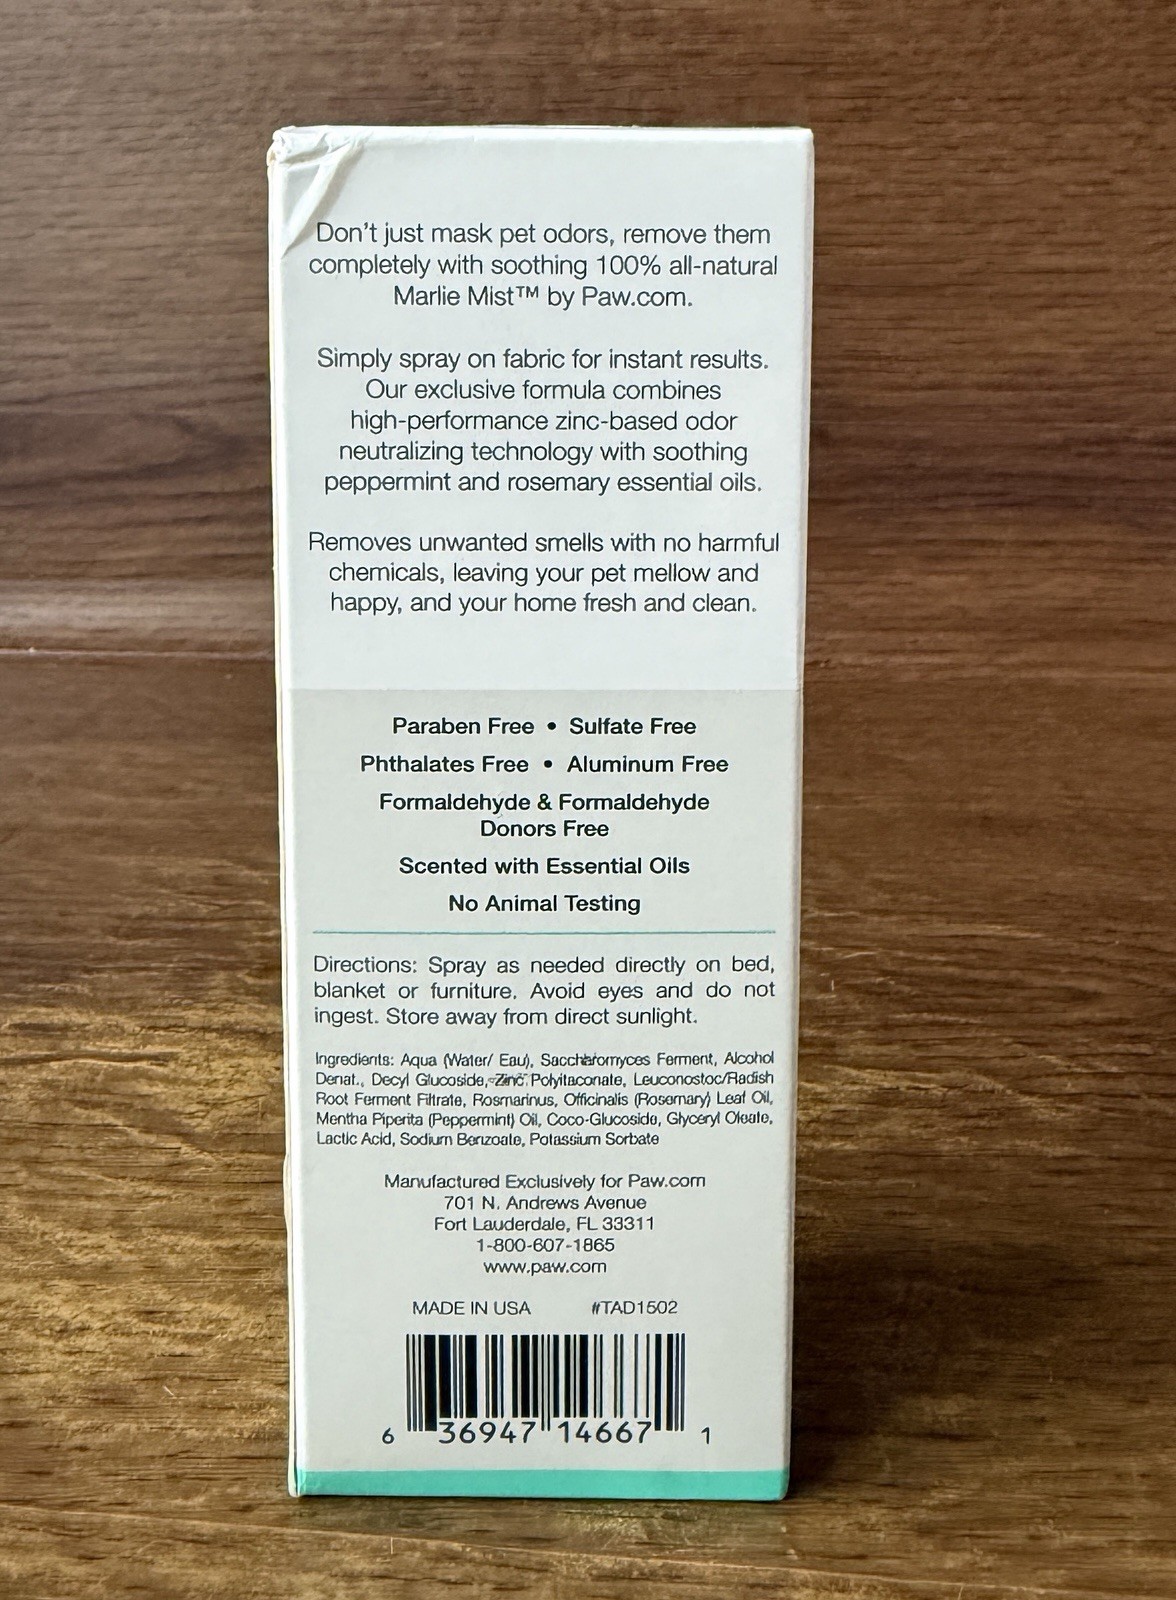 Don't just mask pet odors, remove them
completely with soothing 100% all-natural
Marlie Mist™ by Paw.com.
Simply spray on fabric for instant results.
Our exclusive formula combines
high-performance zinc-based odor
neutralizing technology with soothing
peppermint and rosemary essential oils.
Removes unwanted smells with no harmful
chemicals, leaving your pet mellow and
happy, and your home fresh and clean.
Paraben Free • Sulfate Free
Phthalates Free • Aluminum Free
Formaldehyde & Formaldehyde
Donors Free
Scented with Essential Oils
No Animal Testing
Directions: Spray as needed directly on bed,
blanket or furniture. Avoid eyes and do not
ingest. Store away from direct sunlight.
Ingredients: Aqua (Water/ Eau), Saccharomyces Ferment, Alcohol
Denat., Decyl Glucoside, Zinc Polyitaconate, Leuconostoc/Radish
Root Ferment Filtrate, Rosmarinus, Officinalis (Rosemary) Leaf Oil,
Mentha Piperita (Peppermint) Oil, Coco-Glucoside, Glyceryl Oleate,
Lactic Acid, Sodium Benzoate, Potassium Sorbate
Manufactured Exclusively for Paw.com
701 N. Andrews Avenue
Fort Lauderdale, FL 33311
1-800-607-1865
www.paw.com
MADE IN USA #TAD1502
6 36947 14667 1